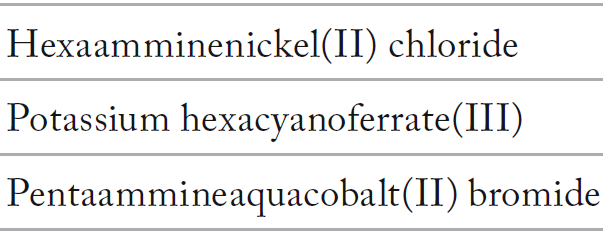 Hexaamminenickel(II) chloride
Potassium hexacyanoferrate(III)
Pentaammineaquacobalt(II) bromide